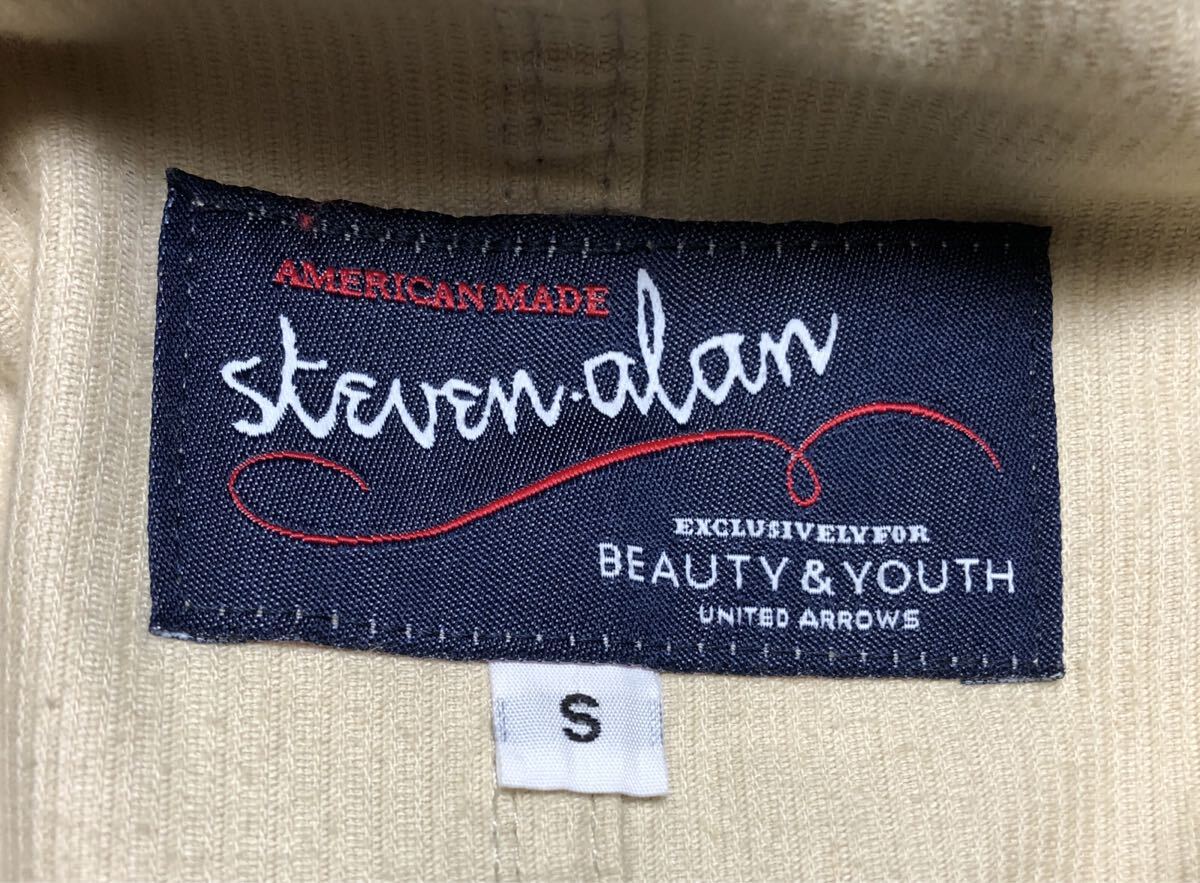 AMERICAN MADE
steven·alan
EXCLUSIVELY FOR
BEAUTY & YOUTH
UNITED ARROWS
S